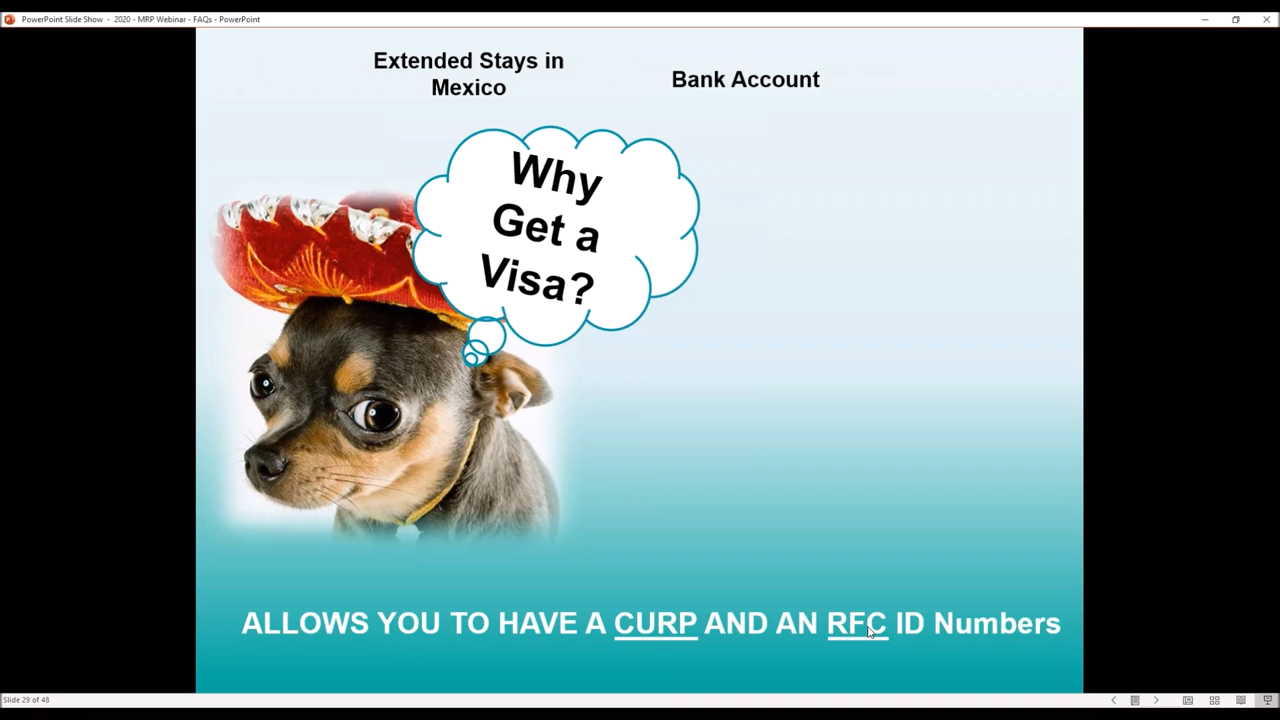 PowerPoint Slide Show - 2020 - MRP Webinar - FAQs - PowerPoint
Extended Stays in
Mexico
Bank Account
Why
Get a
Visa?
ALLOWS YOU TO HAVE A CURP AND AN RFC ID Numbers
Slide 29 of 48